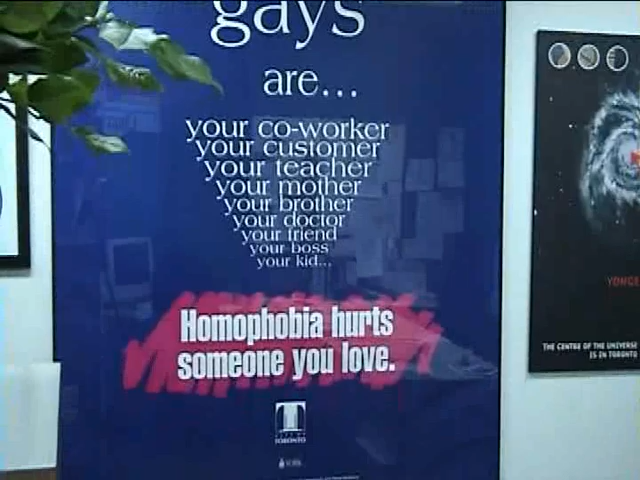 gays
are...
your co-worker
your customer
your teacher
your mother
your brother
your doctor
your friend
your boss
your kid...
Homophobia hurts
someone you love.
T
TORONTO
YONGE
THE CENTRE OF THE UNIVERSE
IS IN TORONTO